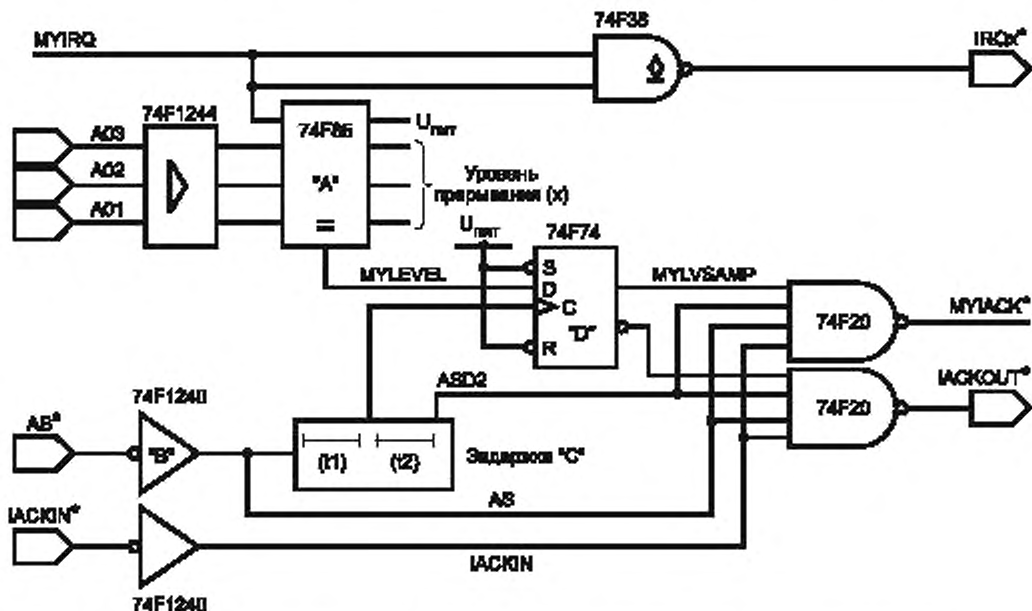 74F38
MYIRQ
IRQx*
74F1244
A03
A02
A01
74F85
"A"
=
Uпит
Уровень
прерывания (x)
Uпит
74F74
S
D
C
"D"
R
MYLEVEL
MYLVSAMP
74F20
MYIACK*
ASD2
IACKOUT*
74F20
74F1240
AS*
"B"
(t1)
(t2)
Задержка "C"
AS
IACKIN*
IACKIN
74F1240